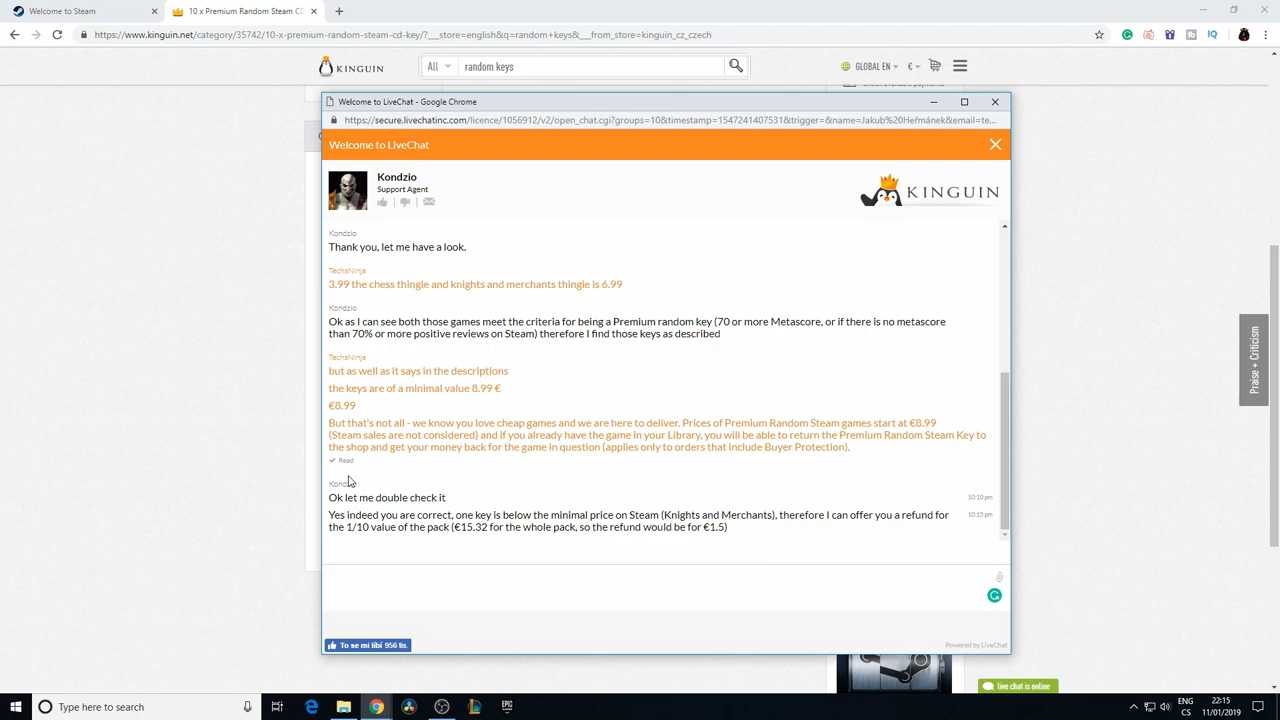 Welcome to Steam
10 x Premium Random Steam CD
https://www.kinguin.net/category/35742/10-x-premium-random-steam-cd-key/?___store=english&q=random+keys&___from_store=kinguin_cz_czech
KINGUIN
All
random keys
GLOBAL EN
€
Welcome to LiveChat - Google Chrome
https://secure.livechatinc.com/licence/1056912/v2/open_chat.cgi?groups=10&timestamp=1547241407531&trigger=&name=Jakub%20Heřmánek&email=te...
Welcome to LiveChat
Kondzio
Support Agent
KINGUIN
Kondzio
Thank you, let me have a look.
TechsNinja
3.99 the chess thingie and knights and merchants thingie is 6.99
Kondzio
Ok as I can see both those games meet the criteria for being a Premium random key (70 or more Metascore, or if there is no metascore
than 70% or more positive reviews on Steam) therefore I find those keys as described
TechsNinja
but as well as it says in the descriptions
the keys are of a minimal value 8.99 €
€8.99
But that's not all - we know you love cheap games and we are here to deliver. Prices of Premium Random Steam games start at €8.99
(Steam sales are not considered) and if you already have the game in your Library, you will be able to return the Premium Random Steam Key to
the shop and get your money back for the game in question (applies only to orders that include Buyer Protection).
Read
Ok let me double check it
10:10 pm
Yes indeed you are correct, one key is below the minimal price on Steam (Knights and Merchants), therefore I can offer you a refund for
10:15 pm
the 1/10 value of the pack (€15.32 for the whole pack, so the refund would be for €1.5)
Praise + Criticism
To se mi líbí 956 tis.
Powered by LiveChat
live chat is online
Type here to search
EPIC
ENG
CS
22:15
11/01/2019